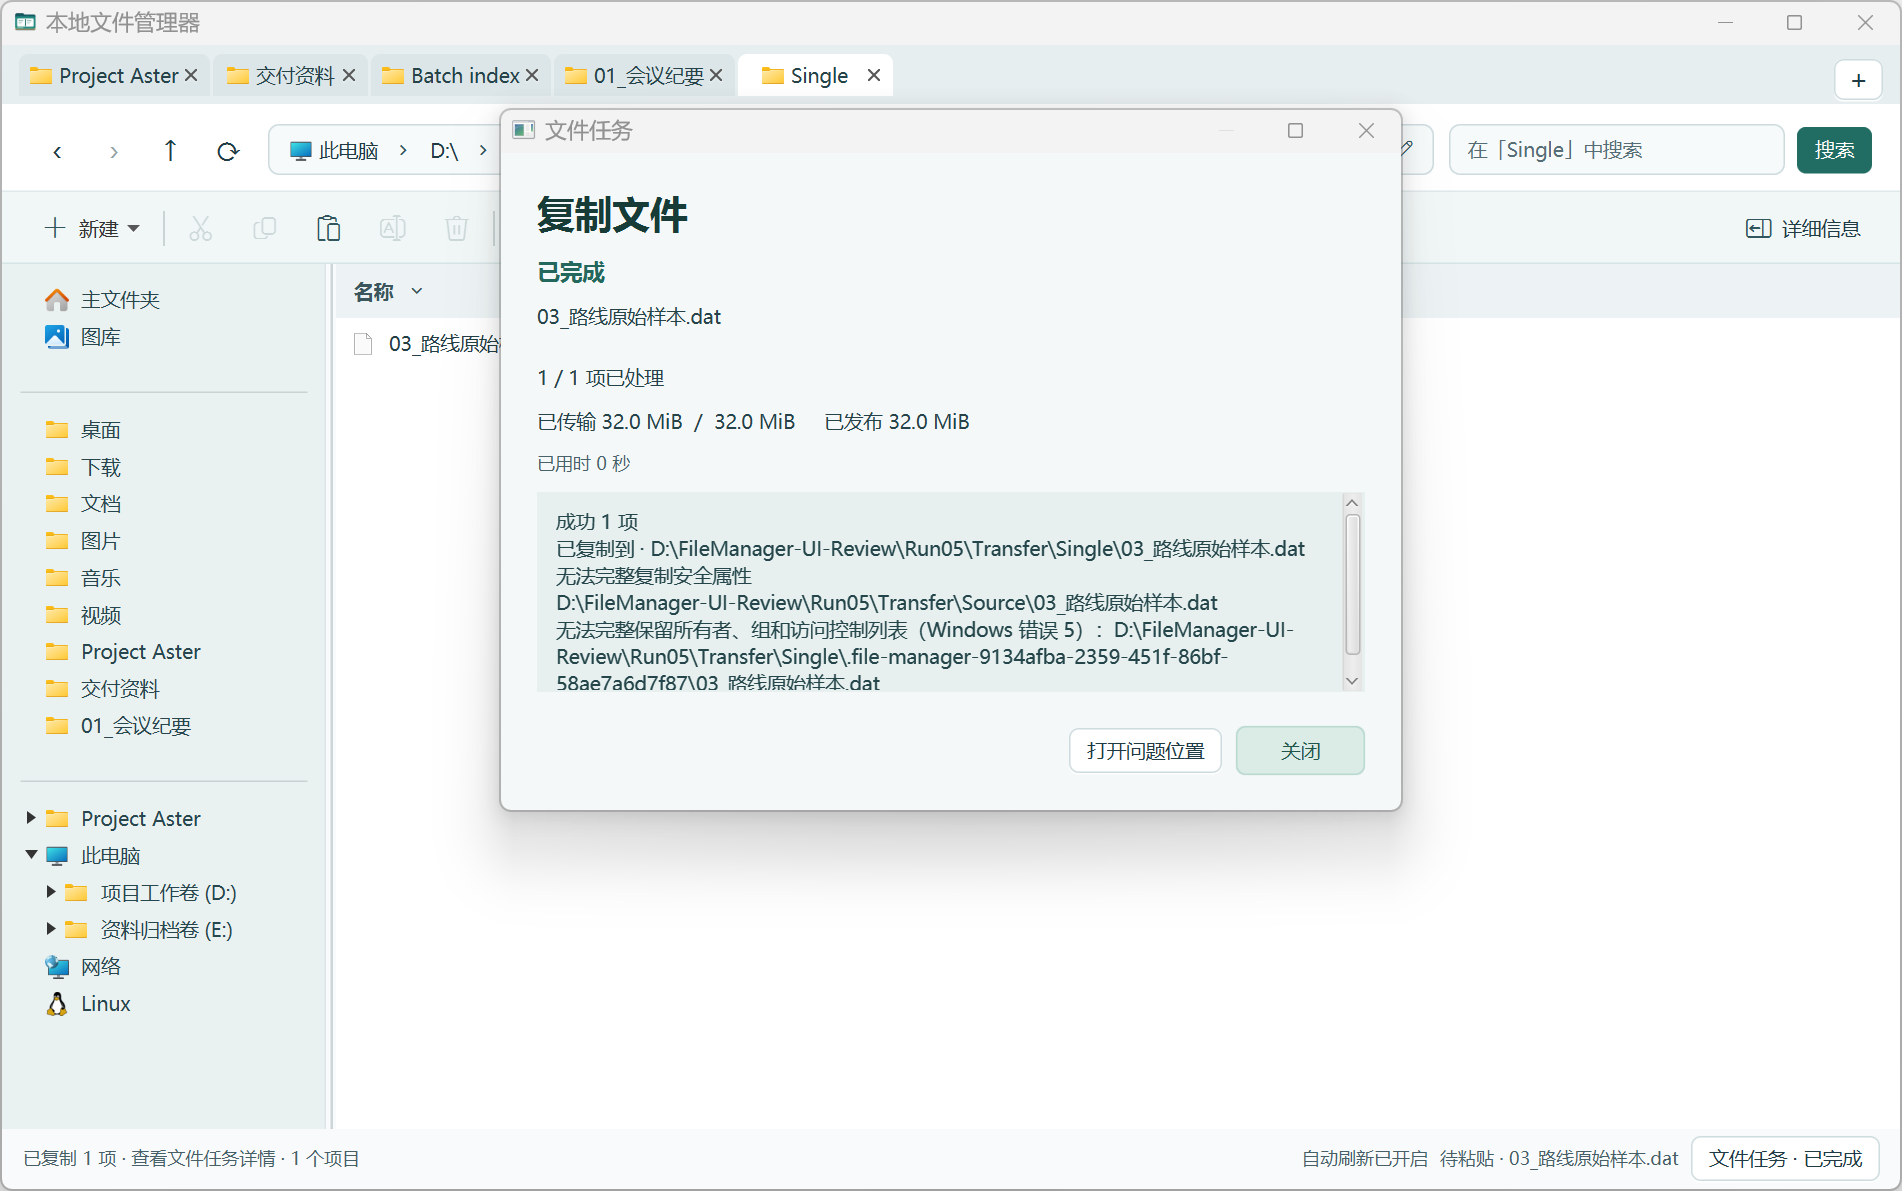 本地文件管理器
Project Aster
交付资料
Batch index
01_会议纪要
Single
此电脑 › D:\ ›
在「Single」中搜索
搜索
新建
详细信息
主文件夹
图库
桌面
下载
文档
图片
音乐
视频
Project Aster
交付资料
01_会议纪要
Project Aster
此电脑
项目工作卷 (D:)
资料归档卷 (E:)
网络
Linux
名称
03_路线原始
文件任务
复制文件
已完成
03_路线原始样本.dat
1 / 1 项已处理
已传输 32.0 MiB / 32.0 MiB 已发布 32.0 MiB
已用时 0 秒
成功 1 项
已复制到 · D:\FileManager-UI-Review\Run05\Transfer\Single\03_路线原始样本.dat
无法完整复制安全属性
D:\FileManager-UI-Review\Run05\Transfer\Source\03_路线原始样本.dat
无法完整保留所有者、组和访问控制列表（Windows 错误 5）：D:\FileManager-UI-
Review\Run05\Transfer\Single\.file-manager-9134afba-2359-451f-86bf-
58ae7a6d7f87\03_路线原始样本.dat
打开问题位置
关闭
已复制 1 项 · 查看文件任务详情 · 1 个项目
自动刷新已开启 待粘贴 · 03_路线原始样本.dat
文件任务 · 已完成